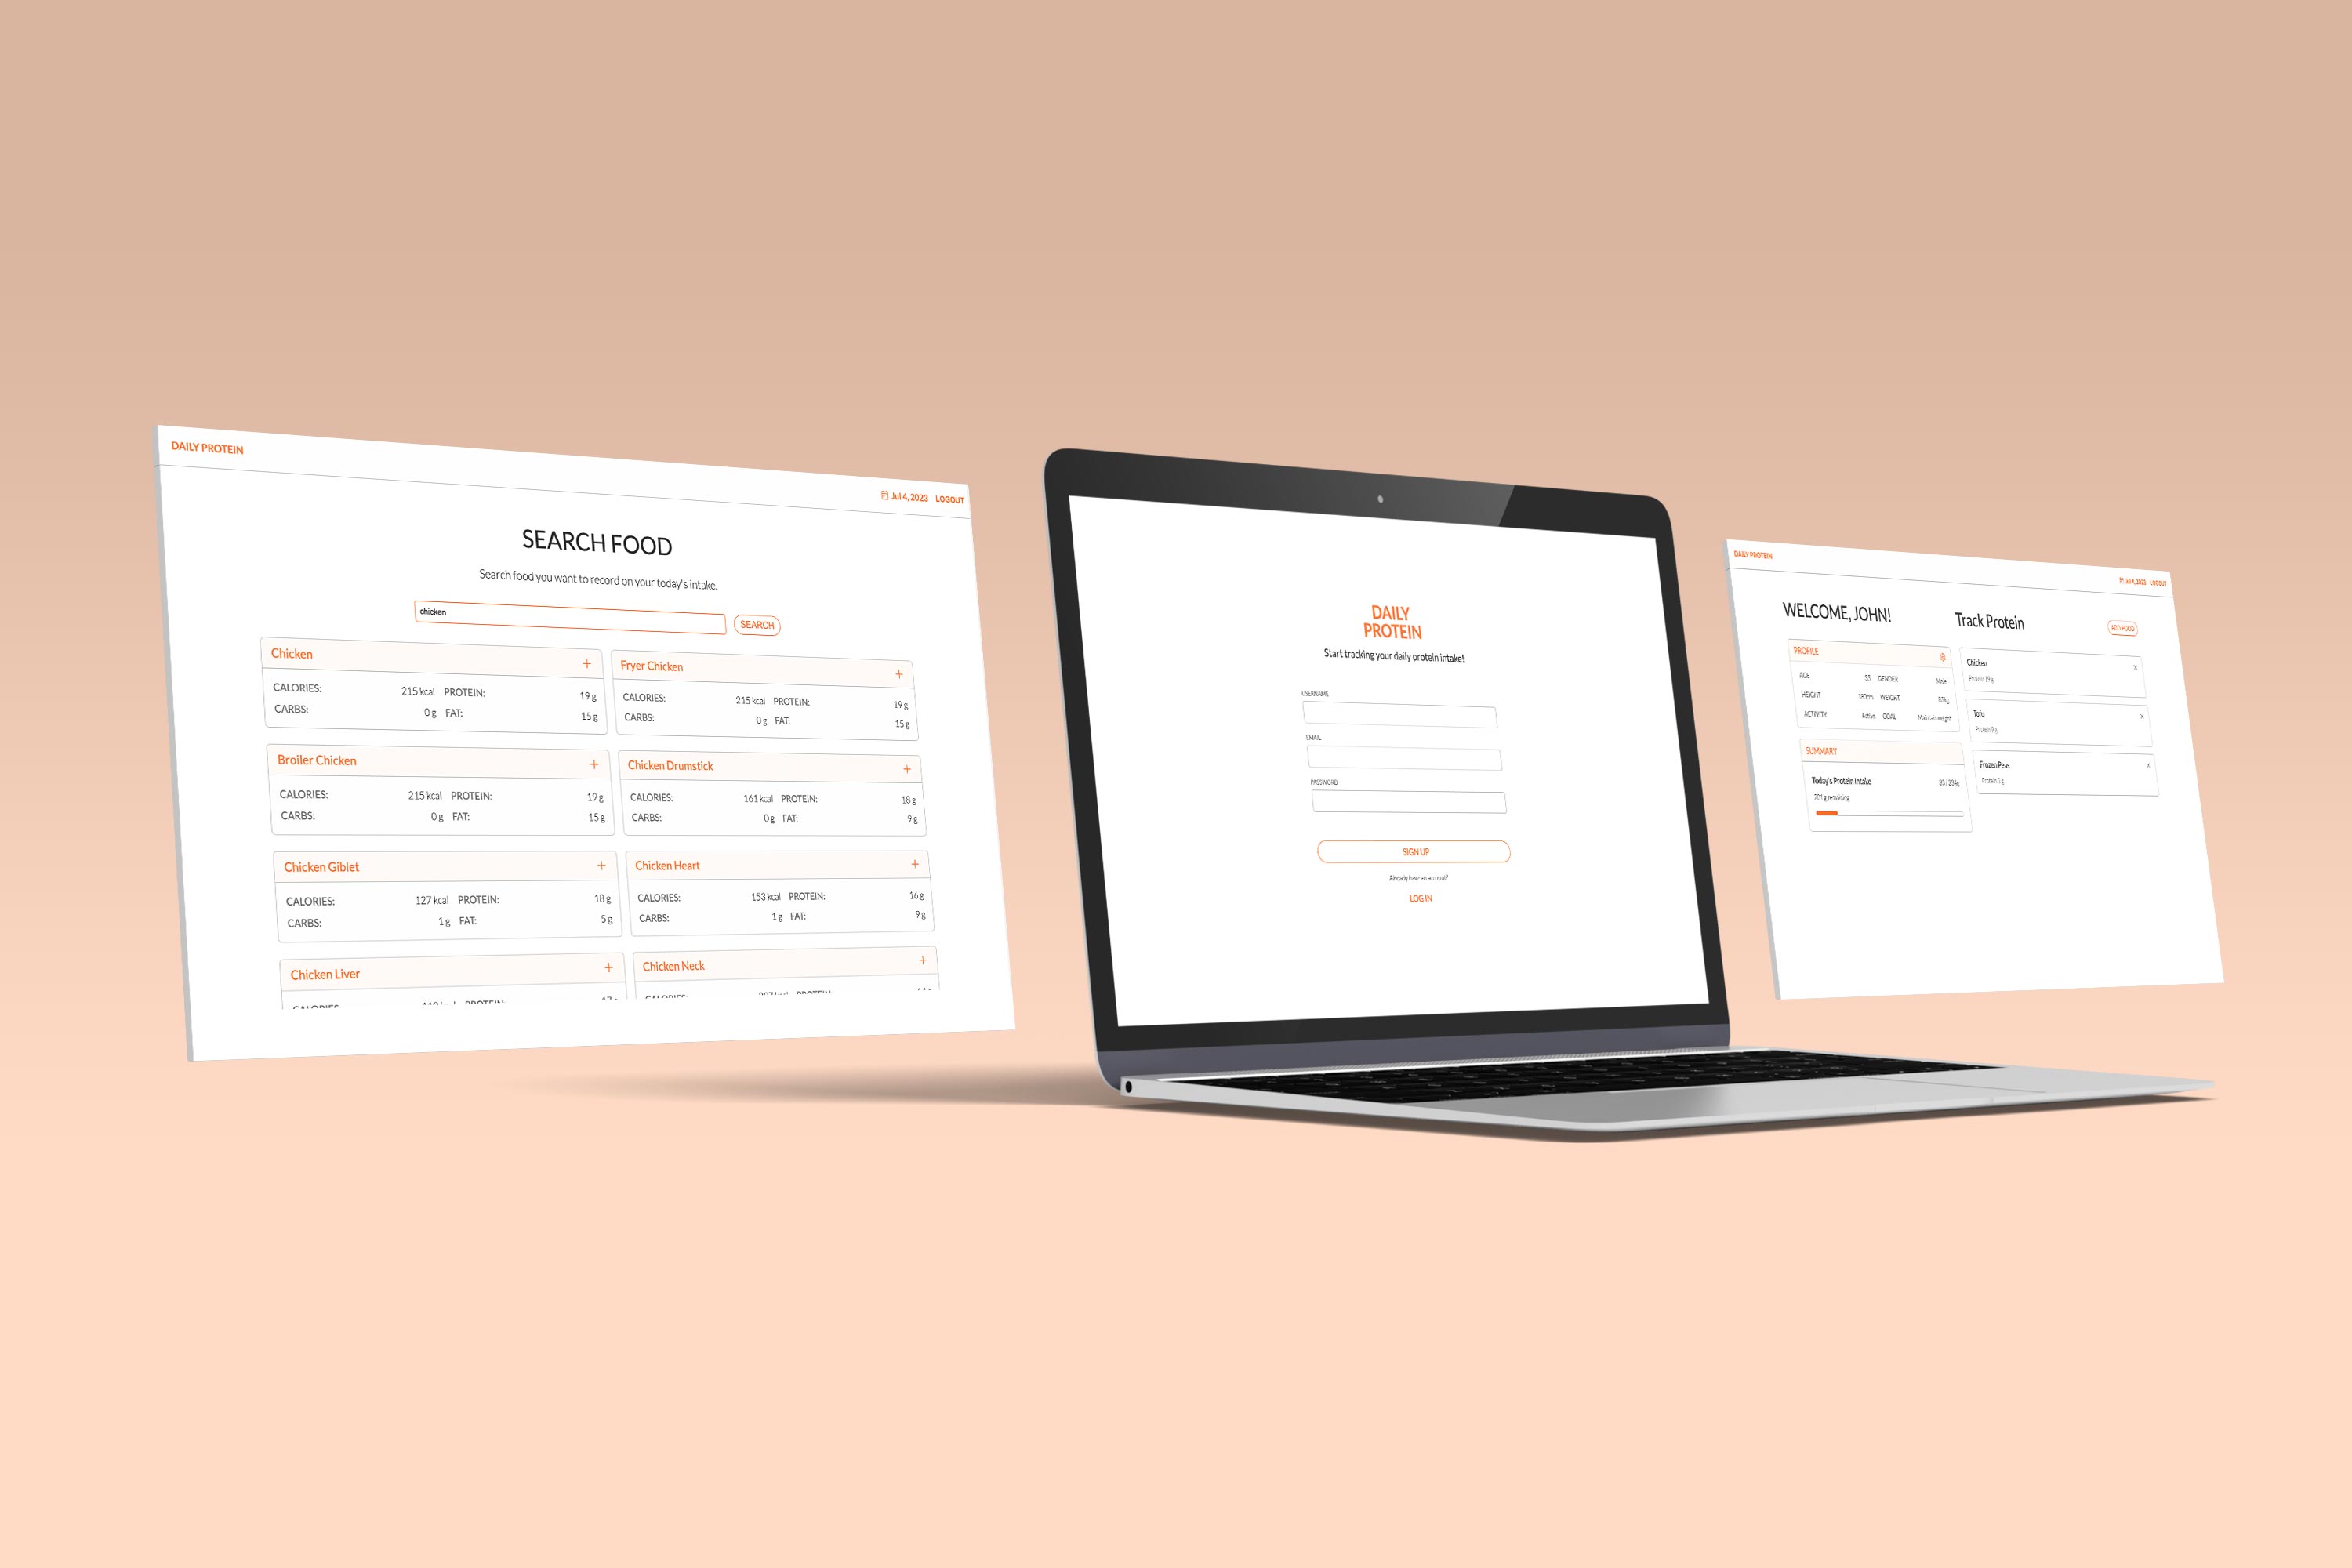 DAILY PROTEIN
Jul 4, 2023 LOGOUT
SEARCH FOOD
Search food you want to record on your today's intake.
chicken
SEARCH
Chicken +
CALORIES: 215 kcal PROTEIN: 19 g
CARBS: 0 g FAT: 15 g
Fryer Chicken +
CALORIES: 215 kcal PROTEIN: 19 g
CARBS: 0 g FAT: 15 g
Broiler Chicken +
CALORIES: 215 kcal PROTEIN: 19 g
CARBS: 0 g FAT: 15 g
Chicken Drumstick +
CALORIES: 161 kcal PROTEIN: 18 g
CARBS: 0 g FAT: 9 g
Chicken Giblet +
CALORIES: 127 kcal PROTEIN: 18 g
CARBS: 1 g FAT: 5 g
Chicken Heart +
CALORIES: 153 kcal PROTEIN: 16 g
CARBS: 1 g FAT: 9 g
Chicken Liver +
CALORIES: PROTEIN:
Chicken Neck +
CALORIES: PROTEIN:
DAILY
PROTEIN
Start tracking your daily protein intake!
USERNAME
EMAIL
PASSWORD
SIGN UP
Already have an account?
LOG IN
DAILY PROTEIN
Jul 4, 2023 LOGOUT
WELCOME, JOHN!
PROFILE
AGE 35 GENDER Male
HEIGHT 180cm WEIGHT 85kg
ACTIVITY Active GOAL Maintain weight
SUMMARY
Today's Protein Intake 33 / 234g
201 g remaining
Track Protein
ADD FOOD
Chicken ×
Protein 19 g
Tofu ×
Protein 9 g
Frozen Peas ×
Protein 5 g